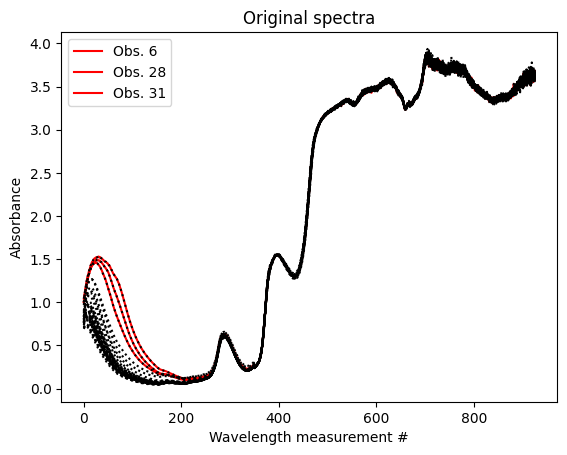 Original spectra
Obs. 6
Obs. 28
Obs. 31
Absorbance
4.0
3.5
3.0
2.5
2.0
1.5
1.0
0.5
0.0
0 200 400 600 800
Wavelength measurement #